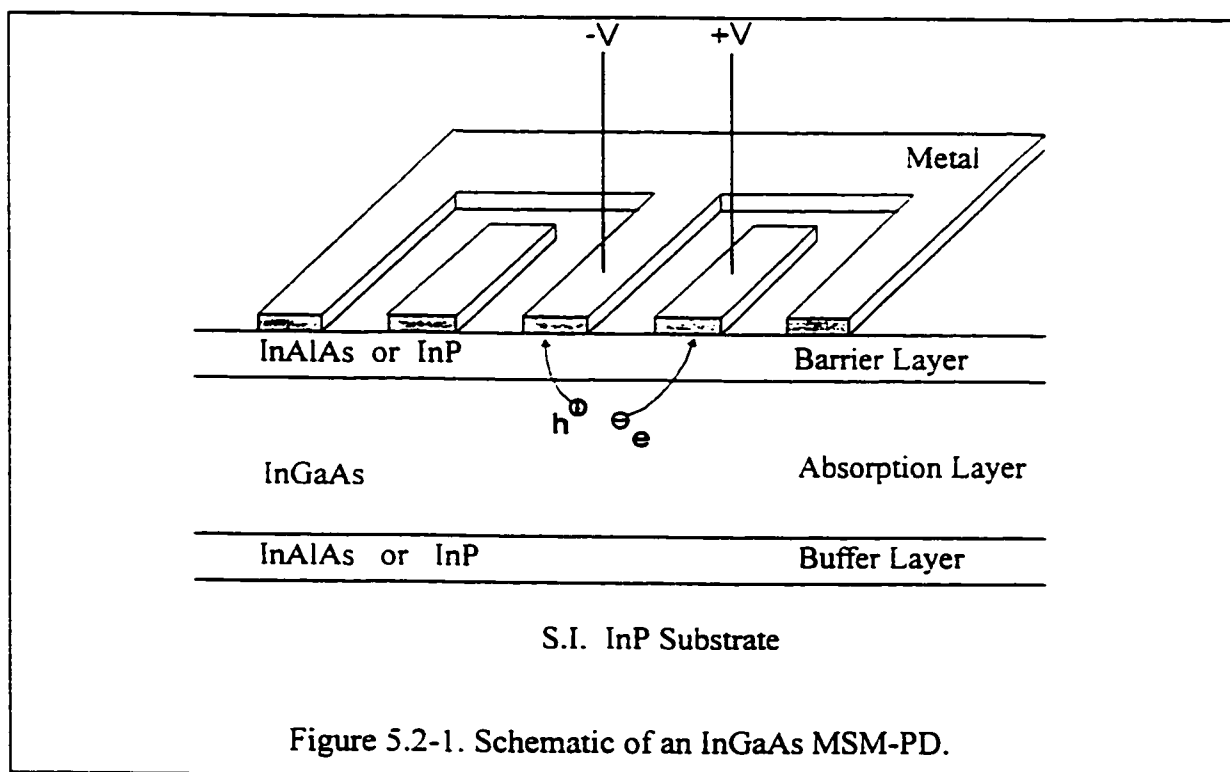 -V +V
Metal
InAlAs or InP Barrier Layer
h⊕ ⊖e
InGaAs Absorption Layer
InAlAs or InP Buffer Layer
S.I. InP Substrate
Figure 5.2-1. Schematic of an InGaAs MSM-PD.